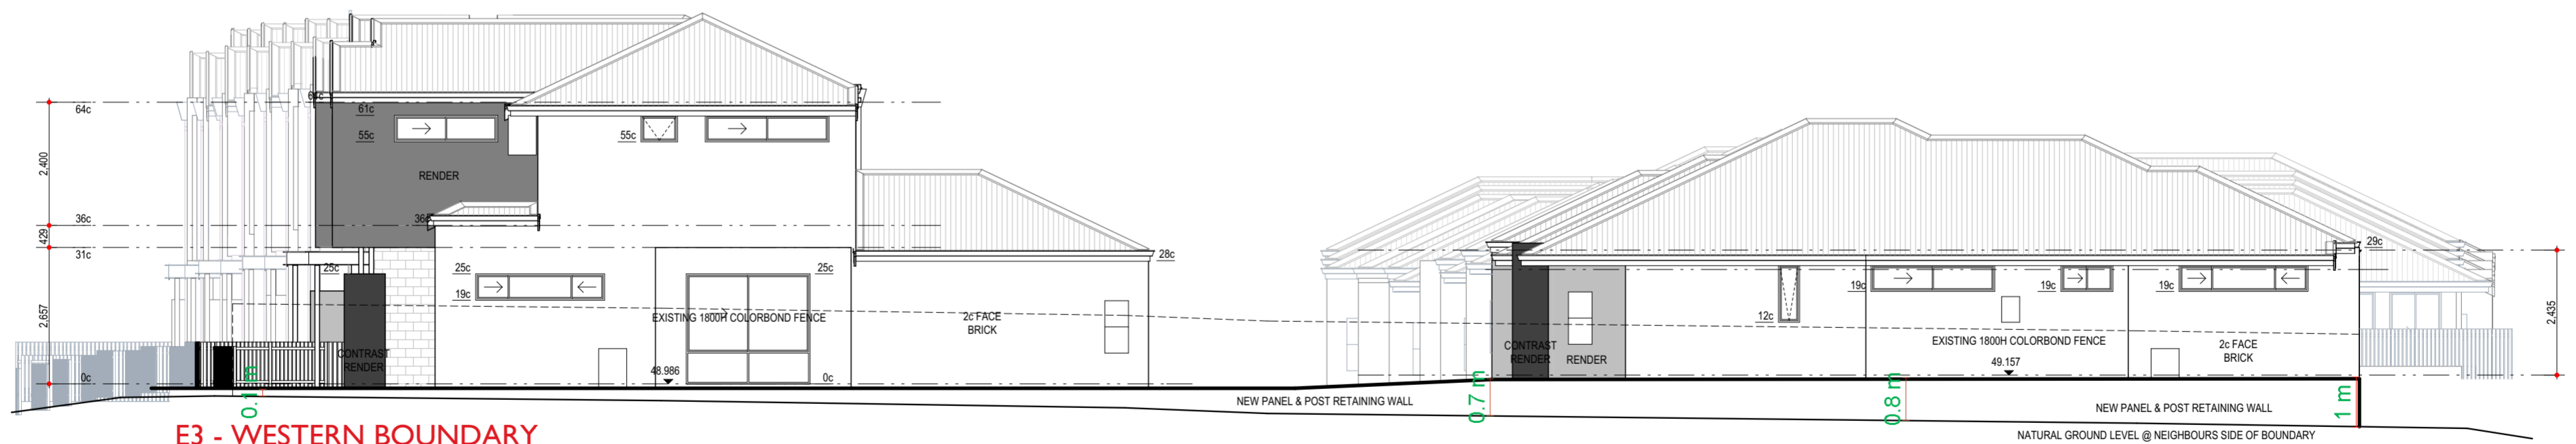 64c
61c
64c
55c
55c
2,400
RENDER
36c
36c
429
31c
28c
29c
25c
25c
25c
19c
19c
19c
19c
2,657
2,435
EXISTING 1800H COLORBOND FENCE
2c FACE
BRICK
12c
EXISTING 1800H COLORBOND FENCE
2c FACE
BRICK
CONTRAST
RENDER
CONTRAST
RENDER
RENDER
48.986
49.157
0c
0c
0.1 m
0.7 m
0.8 m
1 m
NEW PANEL & POST RETAINING WALL
NEW PANEL & POST RETAINING WALL
E3 - WESTERN BOUNDARY
NATURAL GROUND LEVEL @ NEIGHBOURS SIDE OF BOUNDARY